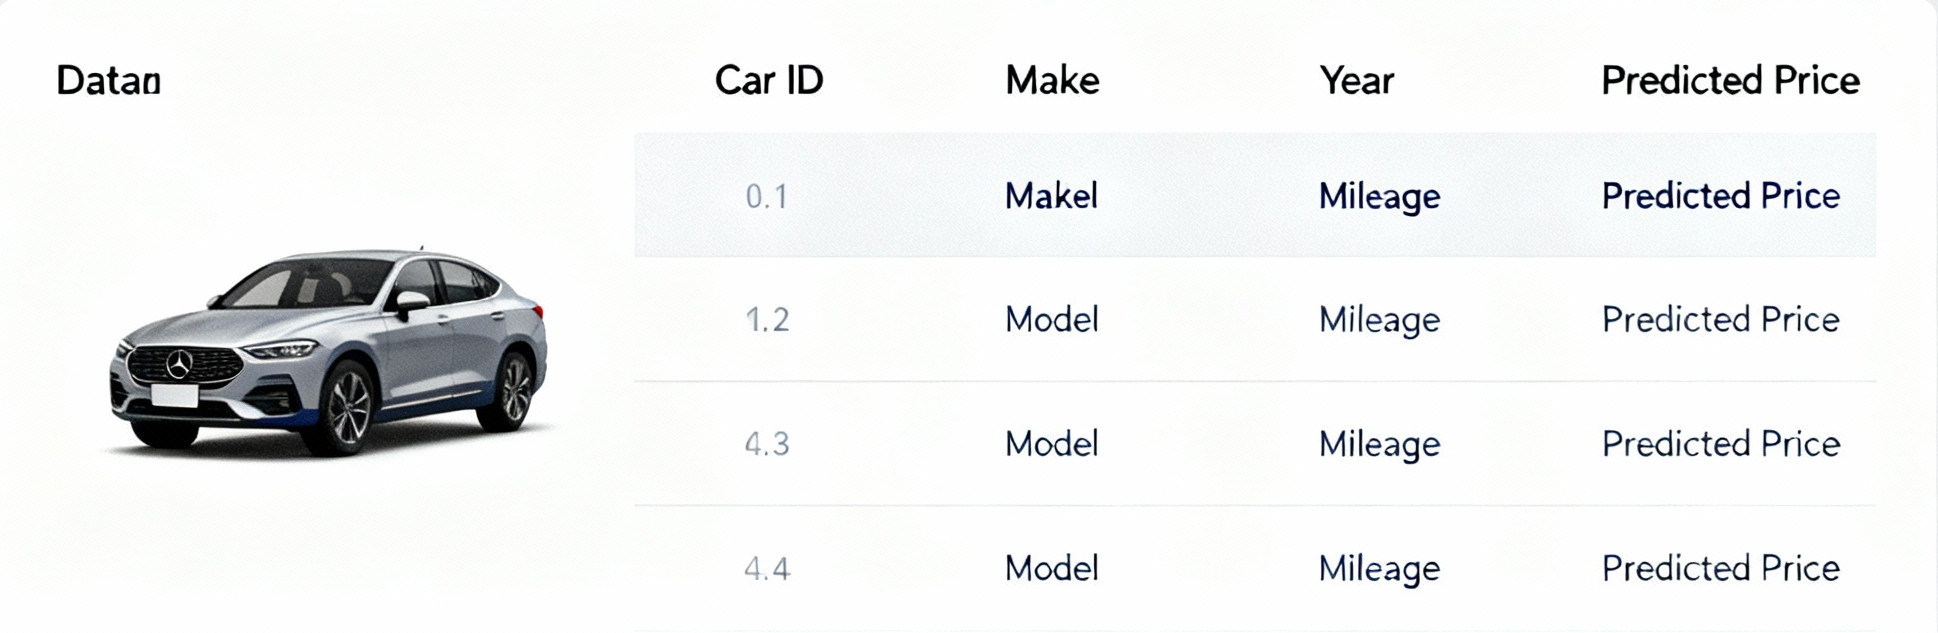 Datan Car ID Make Year Predicted Price
0.1 Makel Mileage Predicted Price
1.2 Model Mileage Predicted Price
4.3 Model Mileage Predicted Price
4.4 Model Mileage Predicted Price